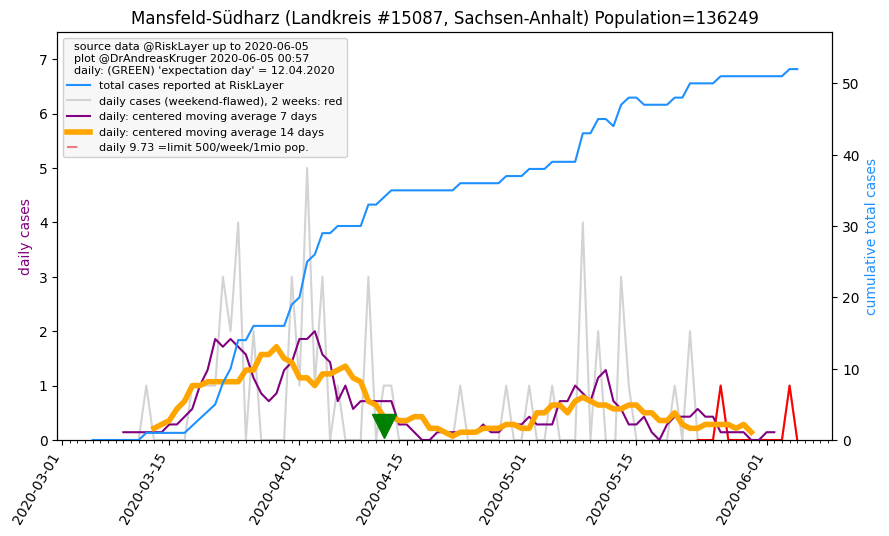 Mansfeld-Südharz (Landkreis #15087, Sachsen-Anhalt) Population=136249
source data @RiskLayer up to 2020-06-05
plot @DrAndreasKruger 2020-06-05 00:57
daily: (GREEN) 'expectation day' = 12.04.2020
total cases reported at RiskLayer
daily cases (weekend-flawed), 2 weeks: red
daily: centered moving average 7 days
daily: centered moving average 14 days
daily 9.73 =limit 500/week/1mio pop.
daily cases
7
6
5
4
3
2
1
0
cumulative total cases
50
40
30
20
10
0
2020-03-01
2020-03-15
2020-04-01
2020-04-15
2020-05-01
2020-05-15
2020-06-01